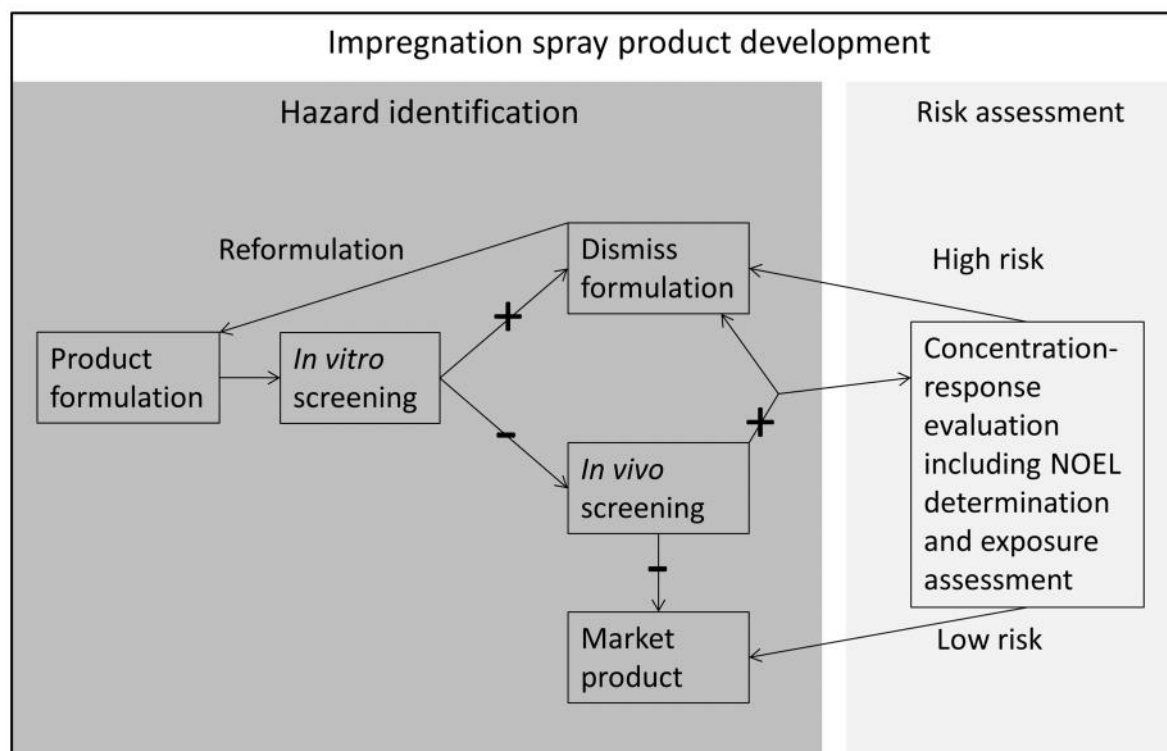 Impregnation spray product development
Hazard identification
Risk assessment
Reformulation
Dismiss
formulation
High risk
+
Product
formulation
In vitro
screening
Concentration-
response
evaluation
including NOEL
determination
and exposure
assessment
+
-
In vivo
screening
-
Market
product
Low risk